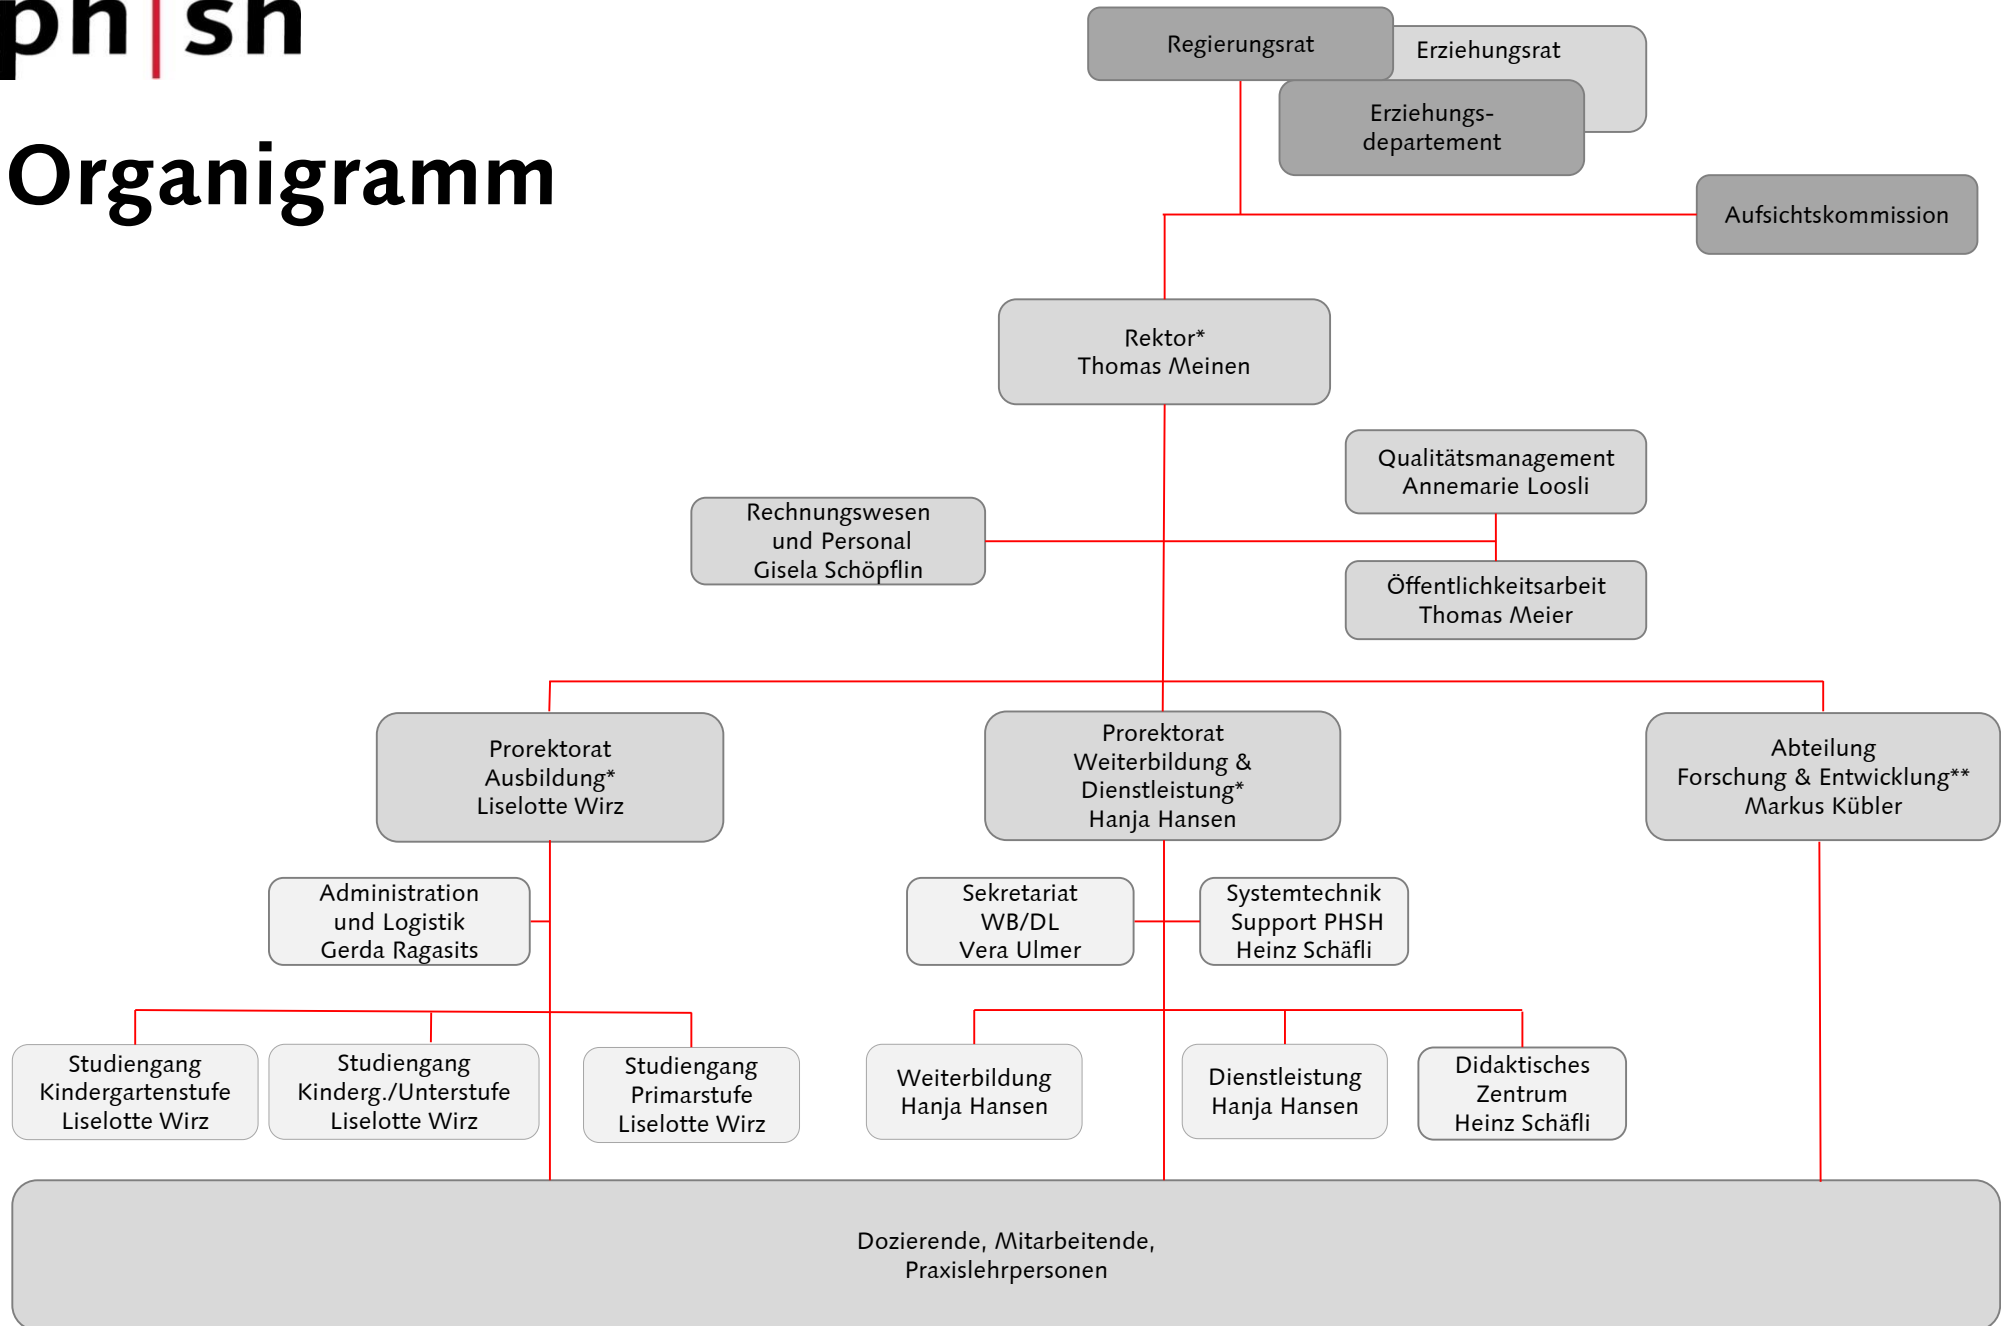 ph|sh
Organigramm
Regierungsrat
Erziehungsrat
Erziehungs-
departement
Aufsichtskommission
Rektor*
Thomas Meinen
Qualitätsmanagement
Annemarie Loosli
Rechnungswesen
und Personal
Gisela Schöpflin
Öffentlichkeitsarbeit
Thomas Meier
Prorektorat
Ausbildung*
Liselotte Wirz
Prorektorat
Weiterbildung &
Dienstleistung*
Hanja Hansen
Abteilung
Forschung & Entwicklung**
Markus Kübler
Administration
und Logistik
Gerda Ragasits
Sekretariat
WB/DL
Vera Ulmer
Systemtechnik
Support PHSH
Heinz Schäfli
Studiengang
Kindergartenstufe
Liselotte Wirz
Studiengang
Kinderg./Unterstufe
Liselotte Wirz
Studiengang
Primarstufe
Liselotte Wirz
Weiterbildung
Hanja Hansen
Dienstleistung
Hanja Hansen
Didaktisches
Zentrum
Heinz Schäfli
Dozierende, Mitarbeitende,
Praxislehrpersonen